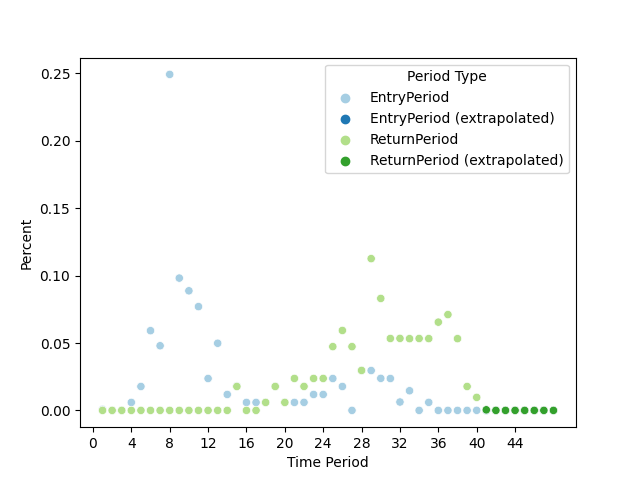 Period Type
EntryPeriod
EntryPeriod (extrapolated)
ReturnPeriod
ReturnPeriod (extrapolated)
Percent
0.25
0.20
0.15
0.10
0.05
0.00
0 4 8 12 16 20 24 28 32 36 40 44
Time Period